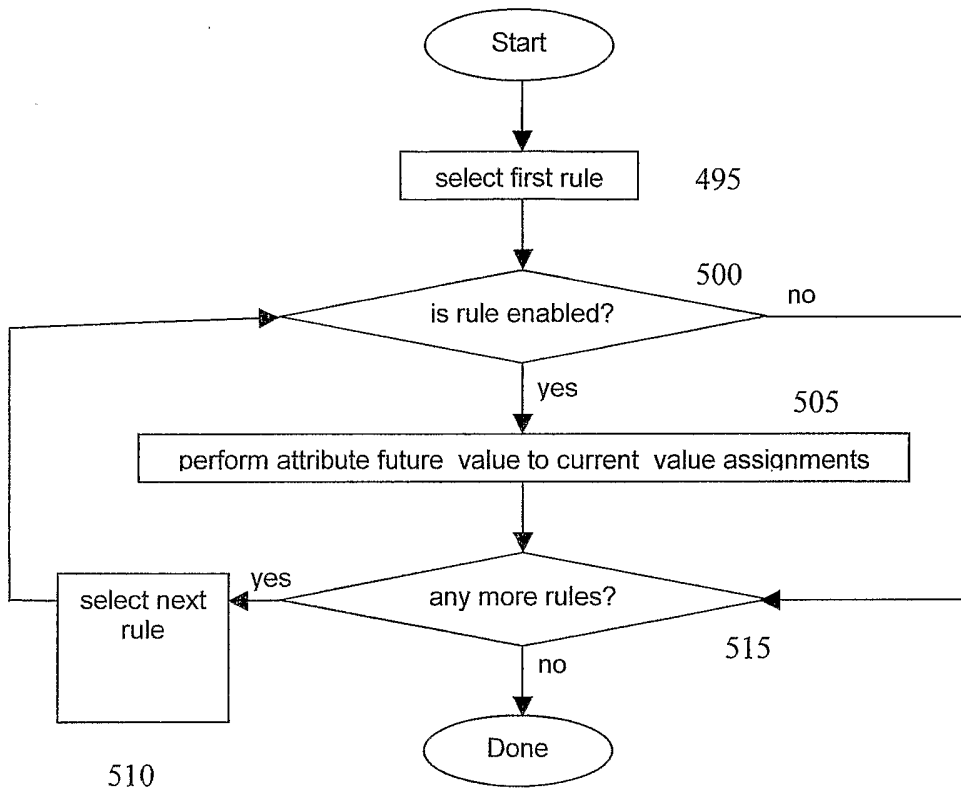 Start
select first rule
495
500
is rule enabled?
no
yes
505
perform attribute future value to current value assignments
any more rules?
yes
select next
rule
515
no
Done
510